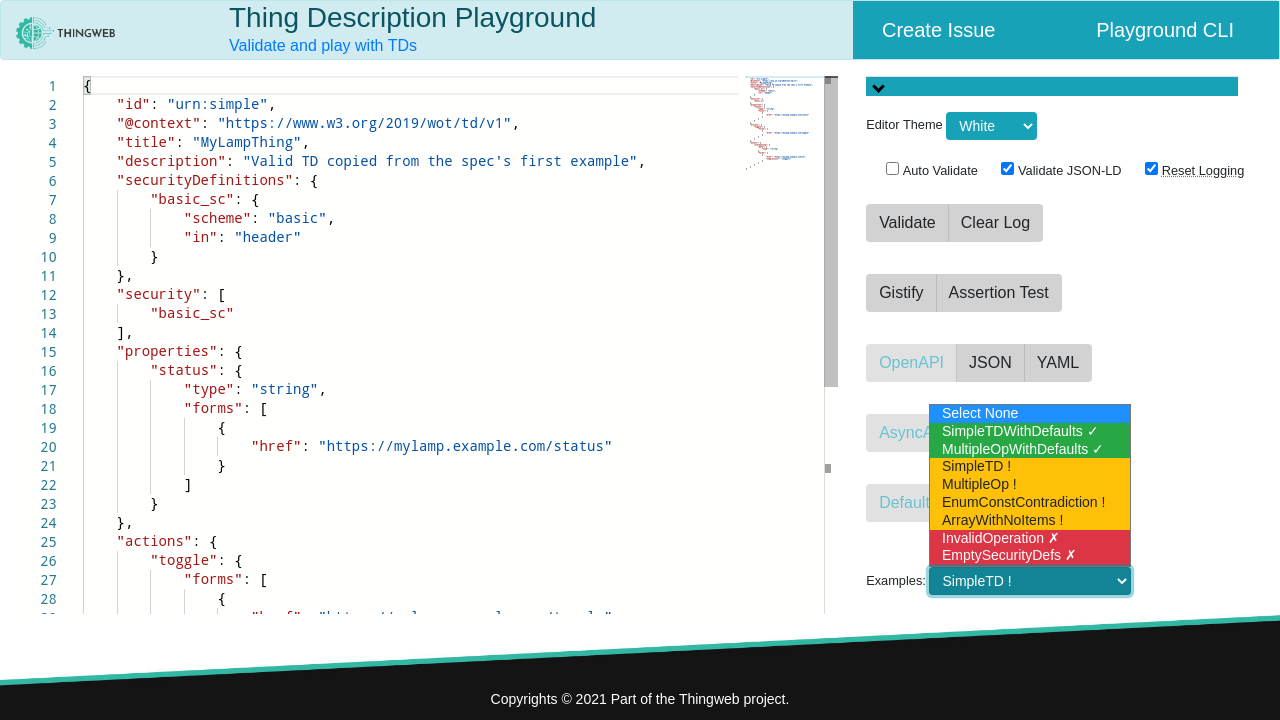 THINGWEB
Thing Description Playground
Validate and play with TDs
Create Issue
Playground CLI
1 {
2 "id": "urn:simple",
3 "@context": "https://www.w3.org/2019/wot/td/v1",
4 "title": "MyLampThing",
5 "description": "Valid TD copied from the spec's first example",
6 "securityDefinitions": {
7 "basic_sc": {
8 "scheme": "basic",
9 "in": "header"
10 }
11 },
12 "security": [
13 "basic_sc"
14 ],
15 "properties": {
16 "status": {
17 "type": "string",
18 "forms": [
19 {
20 "href": "https://mylamp.example.com/status"
21 }
22 ]
23 }
24 },
25 "actions": {
26 "toggle": {
27 "forms": [
28 {
Editor Theme White
Auto Validate Validate JSON-LD Reset Logging
Validate Clear Log
Gistify Assertion Test
OpenAPI JSON YAML
AsyncA
Default
Select None
SimpleTDWithDefaults ✓
MultipleOpWithDefaults ✓
SimpleTD !
MultipleOp !
EnumConstContradiction !
ArrayWithNoItems !
InvalidOperation ✗
EmptySecurityDefs ✗
Examples: SimpleTD !
Copyrights © 2021 Part of the Thingweb project.